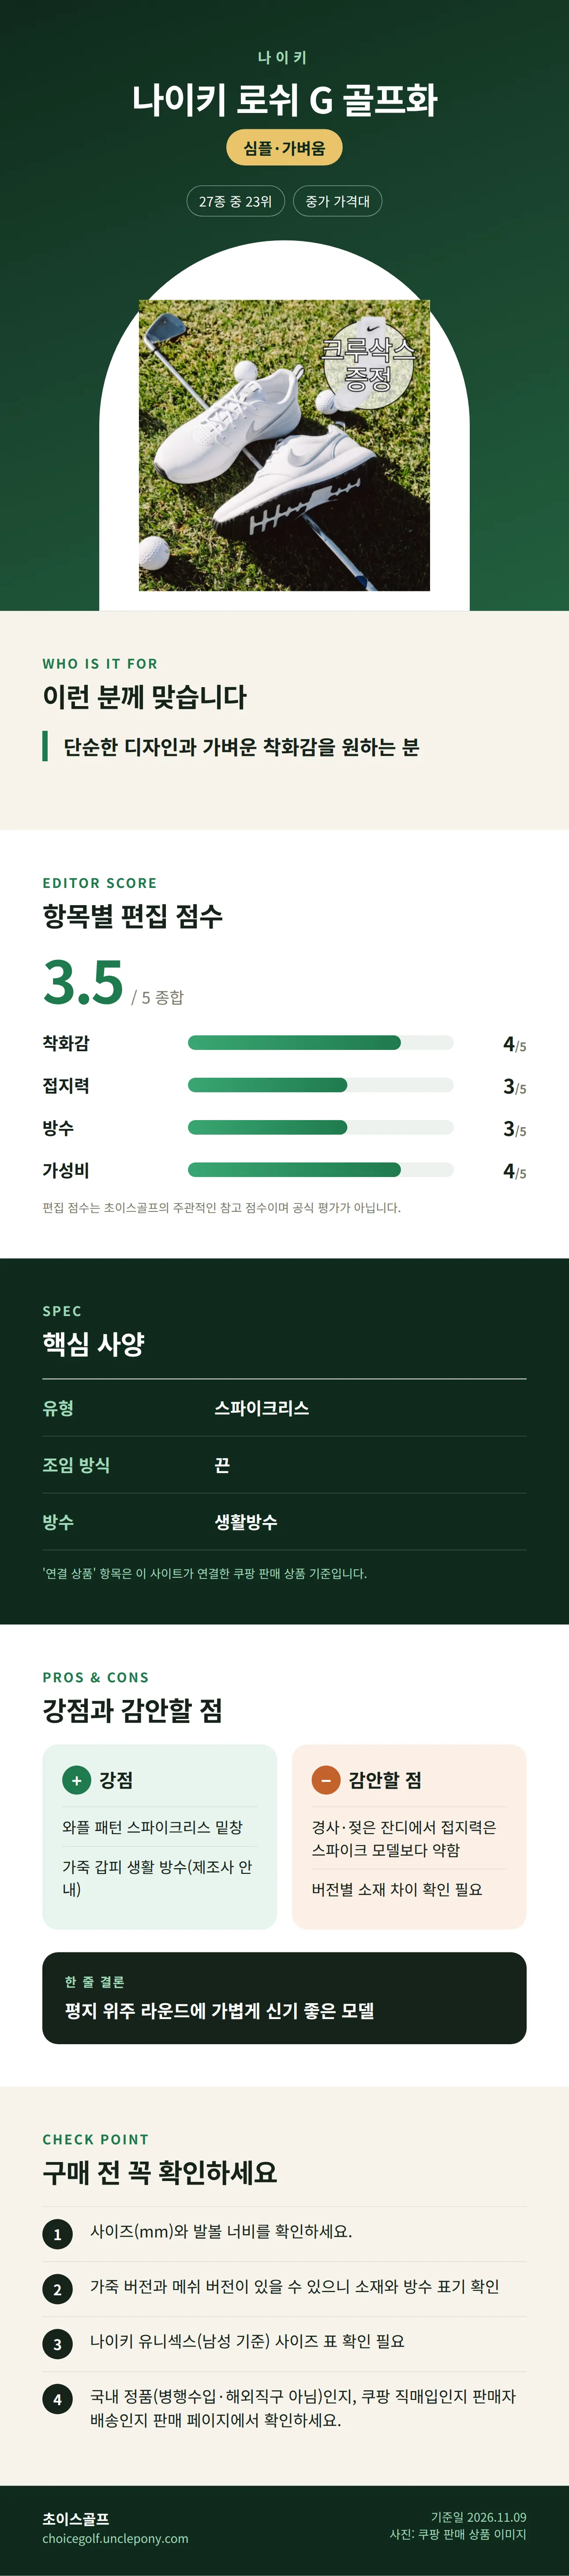 나이키
나이키 로쉬 G 골프화
심플·가벼움
27종 중 23위
중가 가격대
크루삭스
증정
WHO IS IT FOR
이런 분께 맞습니다
단순한 디자인과 가벼운 착화감을 원하는 분
EDITOR SCORE
항목별 편집 점수
3.5 / 5 종합
착화감 4/5
접지력 3/5
방수 3/5
가성비 4/5
편집 점수는 초이스골프의 주관적인 참고 점수이며 공식 평가가 아닙니다.
SPEC
핵심 사양
유형 스파이크리스
조임 방식 끈
방수 생활방수
'연결 상품' 항목은 이 사이트가 연결한 쿠팡 판매 상품 기준입니다.
PROS & CONS
강점과 감안할 점
+ 강점
와플 패턴 스파이크리스 밑창
가죽 갑피 생활 방수(제조사 안
내)
− 감안할 점
경사·젖은 잔디에서 접지력은
스파이크 모델보다 약함
버전별 소재 차이 확인 필요
한 줄 결론
평지 위주 라운드에 가볍게 신기 좋은 모델
CHECK POINT
구매 전 꼭 확인하세요
1 사이즈(mm)와 발볼 너비를 확인하세요.
2 가죽 버전과 메쉬 버전이 있을 수 있으니 소재와 방수 표기 확인
3 나이키 유니섹스(남성 기준) 사이즈 표 확인 필요
4 국내 정품(병행수입·해외직구 아님)인지, 쿠팡 직매입인지 판매자
배송인지 판매 페이지에서 확인하세요.
초이스골프
choicegolf.unclepony.com
기준일 2026.11.09
사진: 쿠팡 판매 상품 이미지